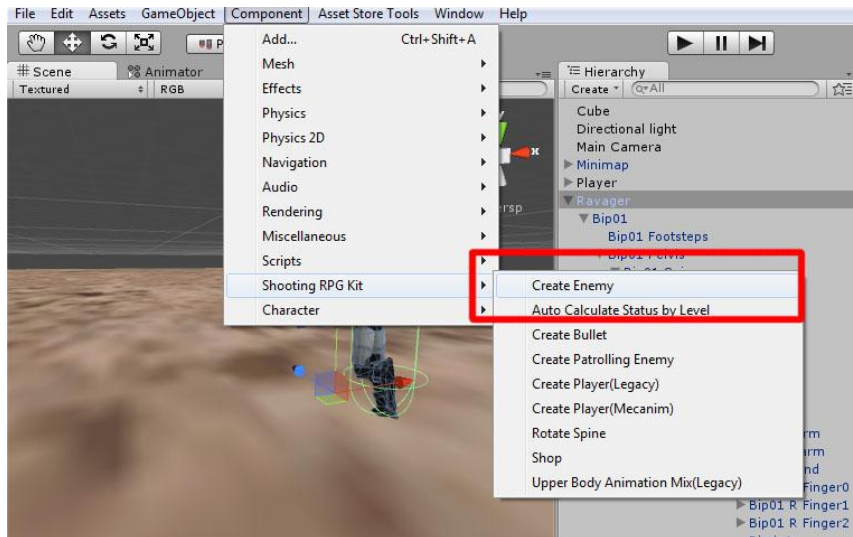 File Edit Assets GameObject Component Asset Store Tools Window Help
# Scene Animator
Textured RGB
Add... Ctrl+Shift+A
Mesh
Effects
Physics
Physics 2D
Navigation
Audio
Rendering
Miscellaneous
Scripts
Shooting RPG Kit
Character
Create Enemy
Auto Calculate Status by Level
Create Bullet
Create Patrolling Enemy
Create Player(Legacy)
Create Player(Mecanim)
Rotate Spine
Shop
Upper Body Animation Mix(Legacy)
x
Hierarchy
Create All
Cube
Directional light
Main Camera
Minimap
Player
Ravager
Bip01
Bip01 Footsteps
Bip01 Pelvis
Finger0
Bip01 R Finger1
Bip01 R Finger2